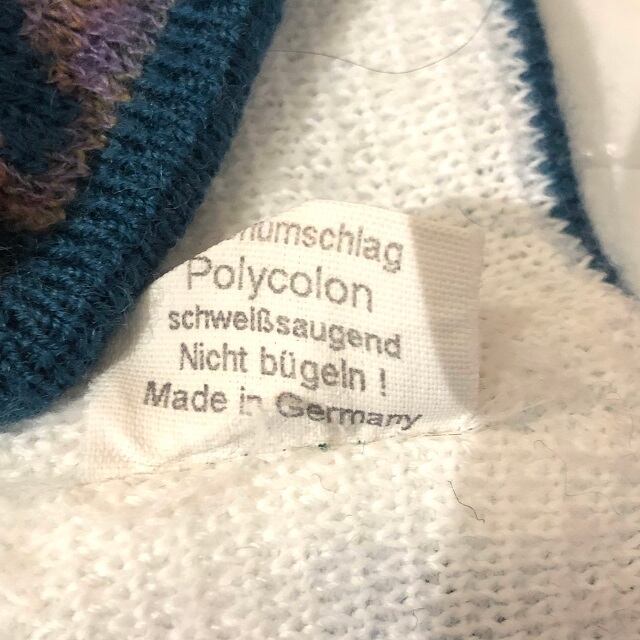 umschlag
Polycolon
schweißsaugend
Nicht bügeln !
Made in Germany